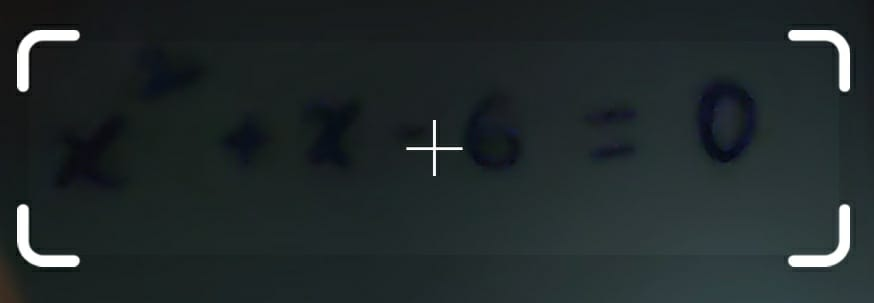 x² + x - 6 = 0